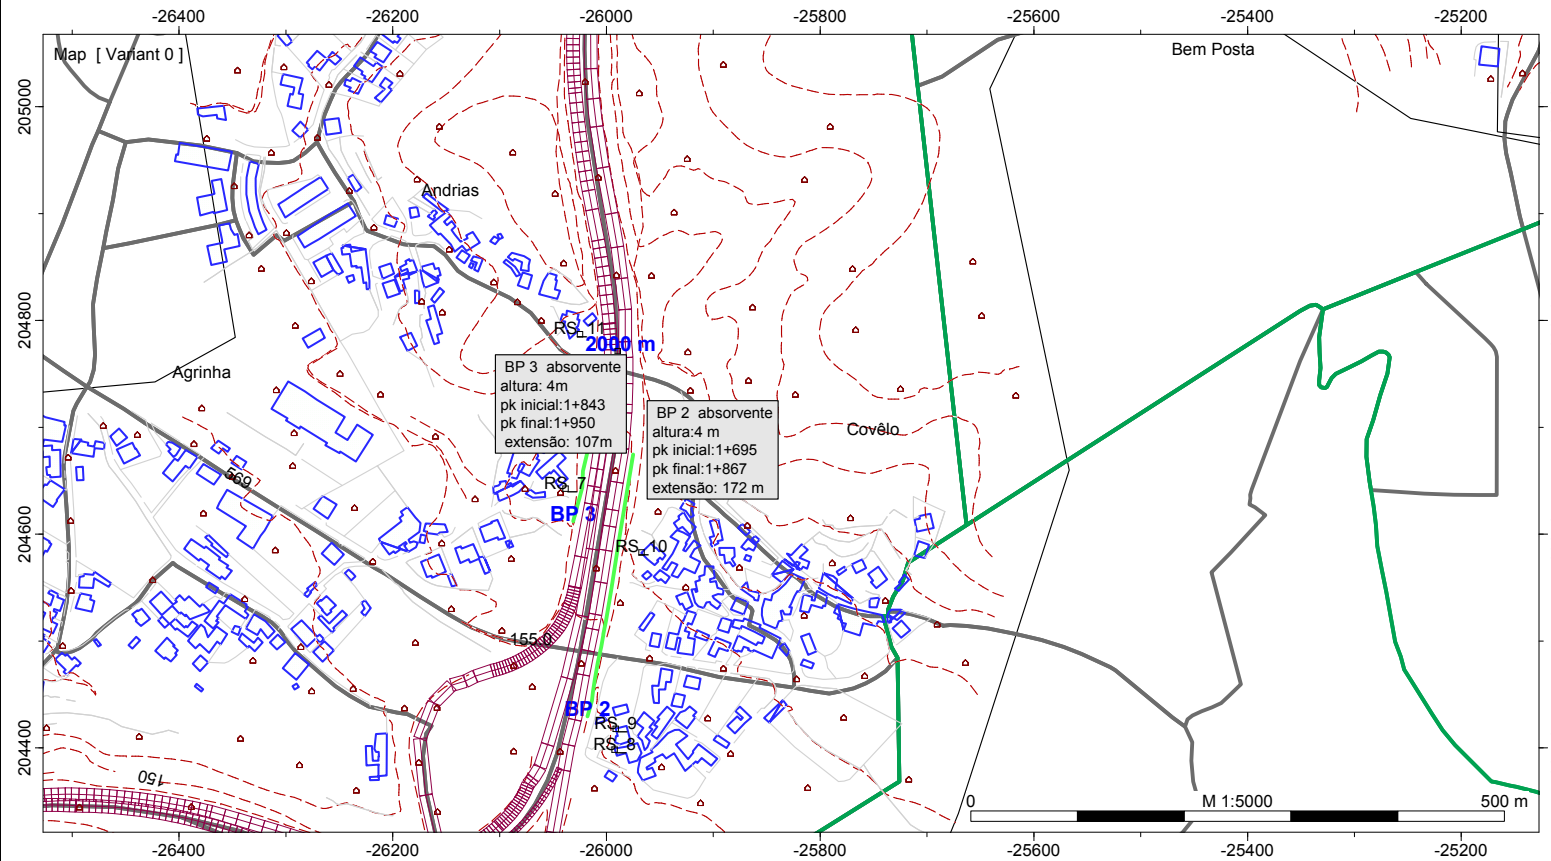 -26400 -26200 -26000 -25800 -25600 -25400 -25200
Map [ Variant 0 ]
Bem Posta
205000
Andrias
204800
RS_11
2000 m
Agrinha
BP 3 absorvente
altura: 4m
pk inicial:1+843
pk final:1+950
extensão: 107m
BP 2 absorvente
altura:4 m
pk inicial:1+695
pk final:1+867
extensão: 172 m
Covêlo
569
RS_7
BP 3
204600
RS_10
155.0
BP 2
RS_9
RS_8
204400
150
0 M 1:5000 500 m
-26400 -26200 -26000 -25800 -25600 -25400 -25200